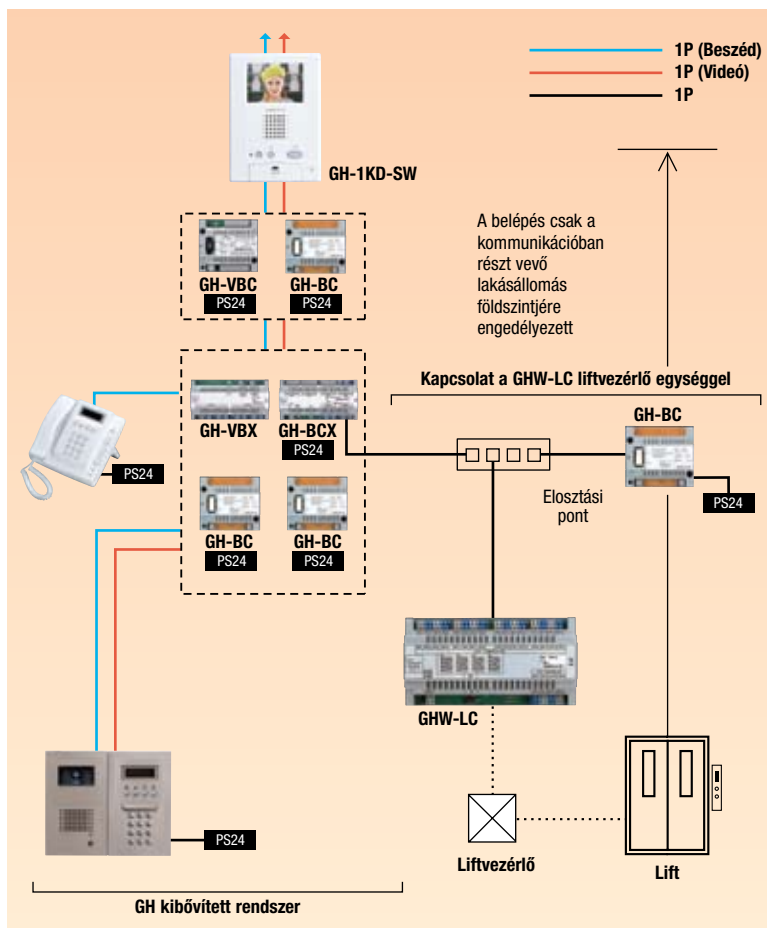 1P (Beszéd)
1P (Videó)
1P
GH-1KD-SW
A belépés csak a
kommunikációban
részt vevő
lakásállomás
földszintjére
engedélyezett
GH-VBC
PS24
GH-BC
PS24
Kapcsolat a GHW-LC liftvezérlő egységgel
GH-VBX
GH-BCX
PS24
GH-BC
PS24
PS24
Elosztási
pont
GH-BC
PS24
GH-BC
PS24
GHW-LC
PS24
Liftvezérlő
Lift
GH kibővített rendszer